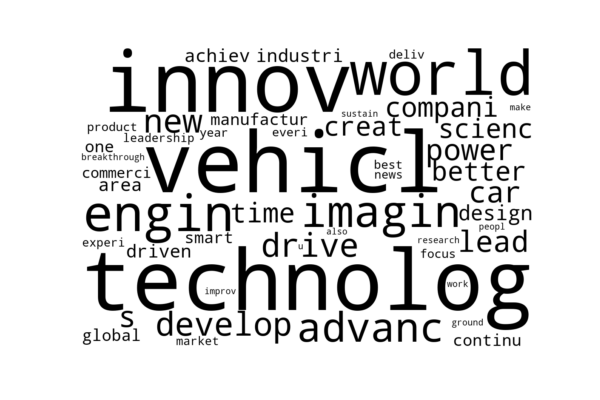 achiev industri deliv
innov world
compani make
product new manufactur sustain
leadership year everi creat scienc
one
breakthrough vehicl best power
commerci news better
area car
engin time imagin design
peopl
experi smart drive also research lead
driven u focus
technolog
improv work
s develop advanc ground
global market continu